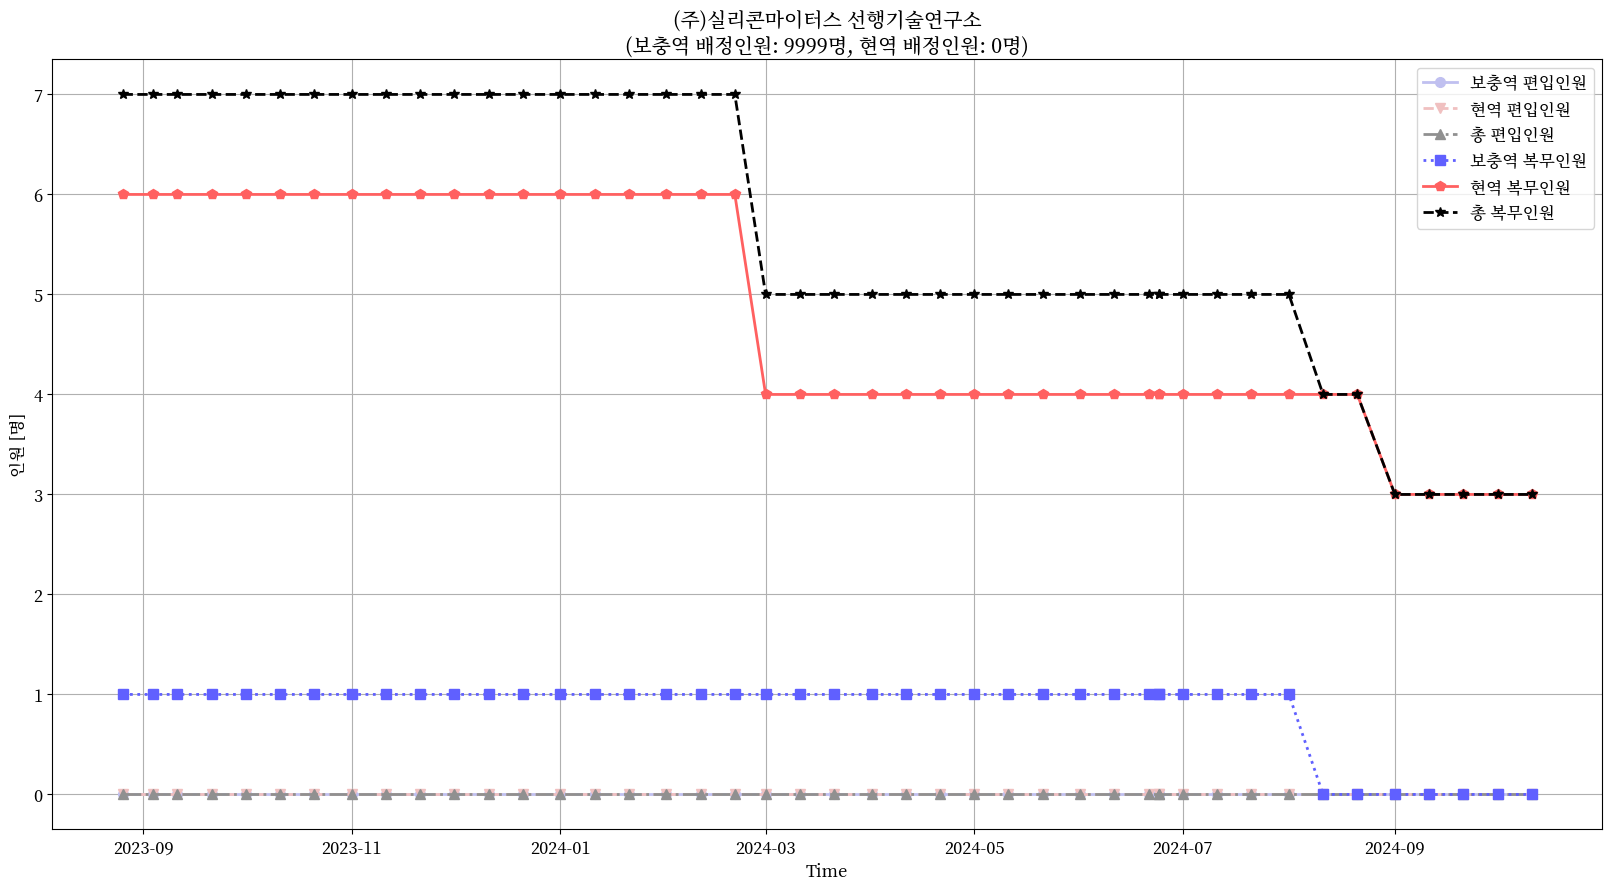 (주)실리콘마이터스 선행기술연구소
(보충역 배정인원: 9999명, 현역 배정인원: 0명)
보충역 편입인원
현역 편입인원
총 편입인원
보충역 복무인원
현역 복무인원
총 복무인원
인원 [명]
7
6
5
4
3
2
1
0
2023-09
2023-11
2024-01
2024-03
2024-05
2024-07
2024-09
Time